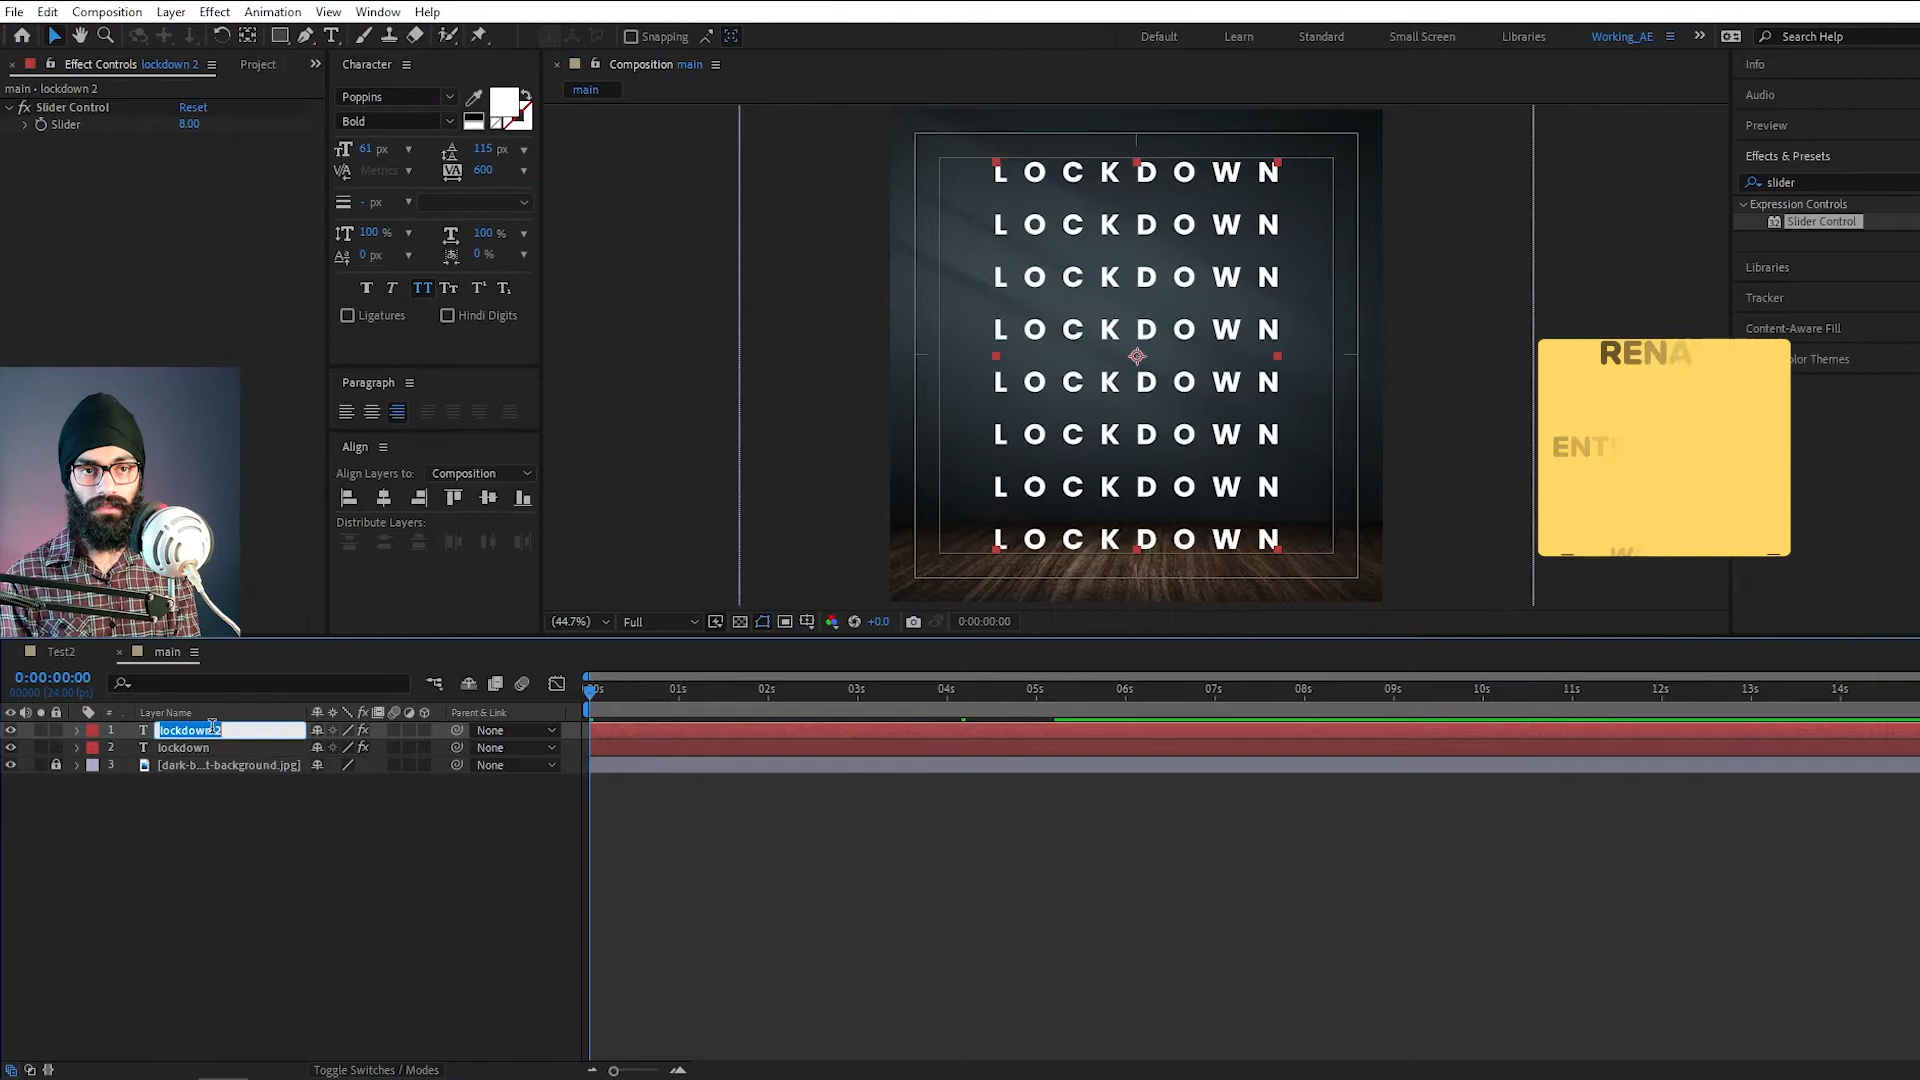 File Edit Composition Layer Effect Animation View Window Help
Snapping
Default Learn Standard Small Screen Libraries Working_AE Search Help
Effect Controls lockdown 2 Project
main • lockdown 2
fx Slider Control Reset
Slider 8.00
Character
Poppins
Bold
61 px 115 px
Metrics 600
- px
100 % 100 %
0 px 0 %
Ligatures Hindi Digits
Paragraph
Align
Align Layers to: Composition
Distribute Layers:
Composition main
main
LOCKDOWN
LOCKDOWN
LOCKDOWN
LOCKDOWN
LOCKDOWN
LOCKDOWN
LOCKDOWN
LOCKDOWN
(44.7%) Full +0.0 0:00:00:00
Info
Audio
Preview
Effects & Presets
slider
Expression Controls
Slider Control
Libraries
Tracker
Content-Aware Fill
olor Themes
RENA
ENT
Test2 main
0:00:00:00
00000 (24.00 fps)
# Layer Name fx Parent & Link
1 T lockdown 2 fx None
2 T lockdown fx None
3 [dark-b...t-background.jpg] None
00s 01s 02s 03s 04s 05s 06s 07s 08s 09s 10s 11s 12s 13s 14s
Toggle Switches / Modes